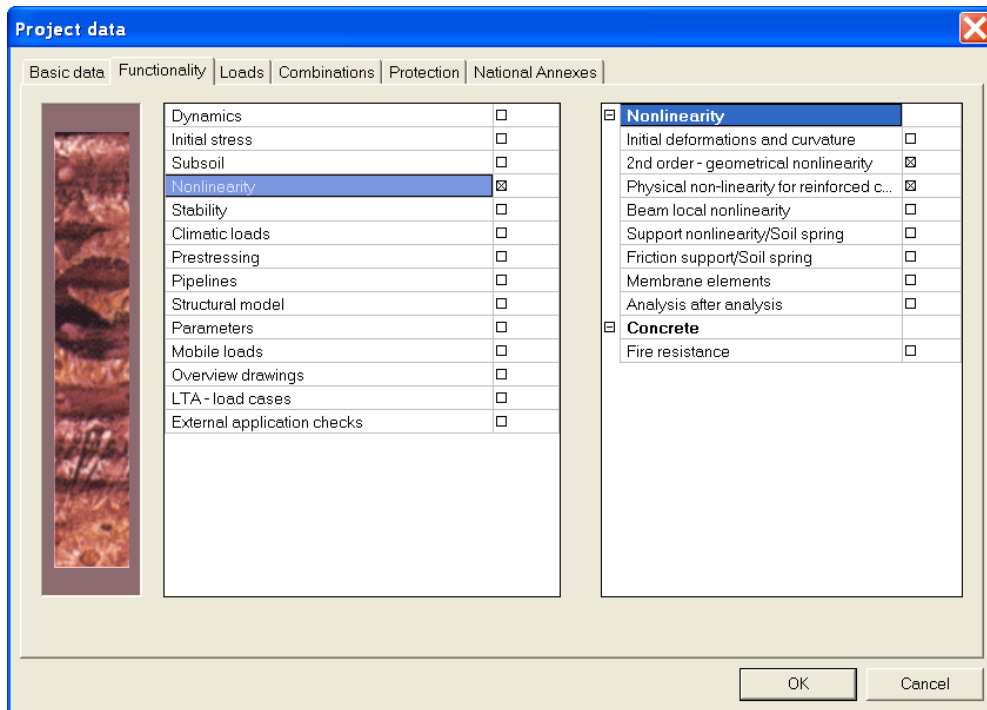 Project data
Basic data Functionality Loads Combinations Protection National Annexes
Dynamics
Initial stress
Subsoil
Nonlinearity
Stability
Climatic loads
Prestressing
Pipelines
Structural model
Parameters
Mobile loads
Overview drawings
LTA - load cases
External application checks
Nonlinearity
Initial deformations and curvature
2nd order - geometrical nonlinearity
Physical non-linearity for reinforced c...
Beam local nonlinearity
Support nonlinearity/Soil spring
Friction support/Soil spring
Membrane elements
Analysis after analysis
Concrete
Fire resistance
OK Cancel